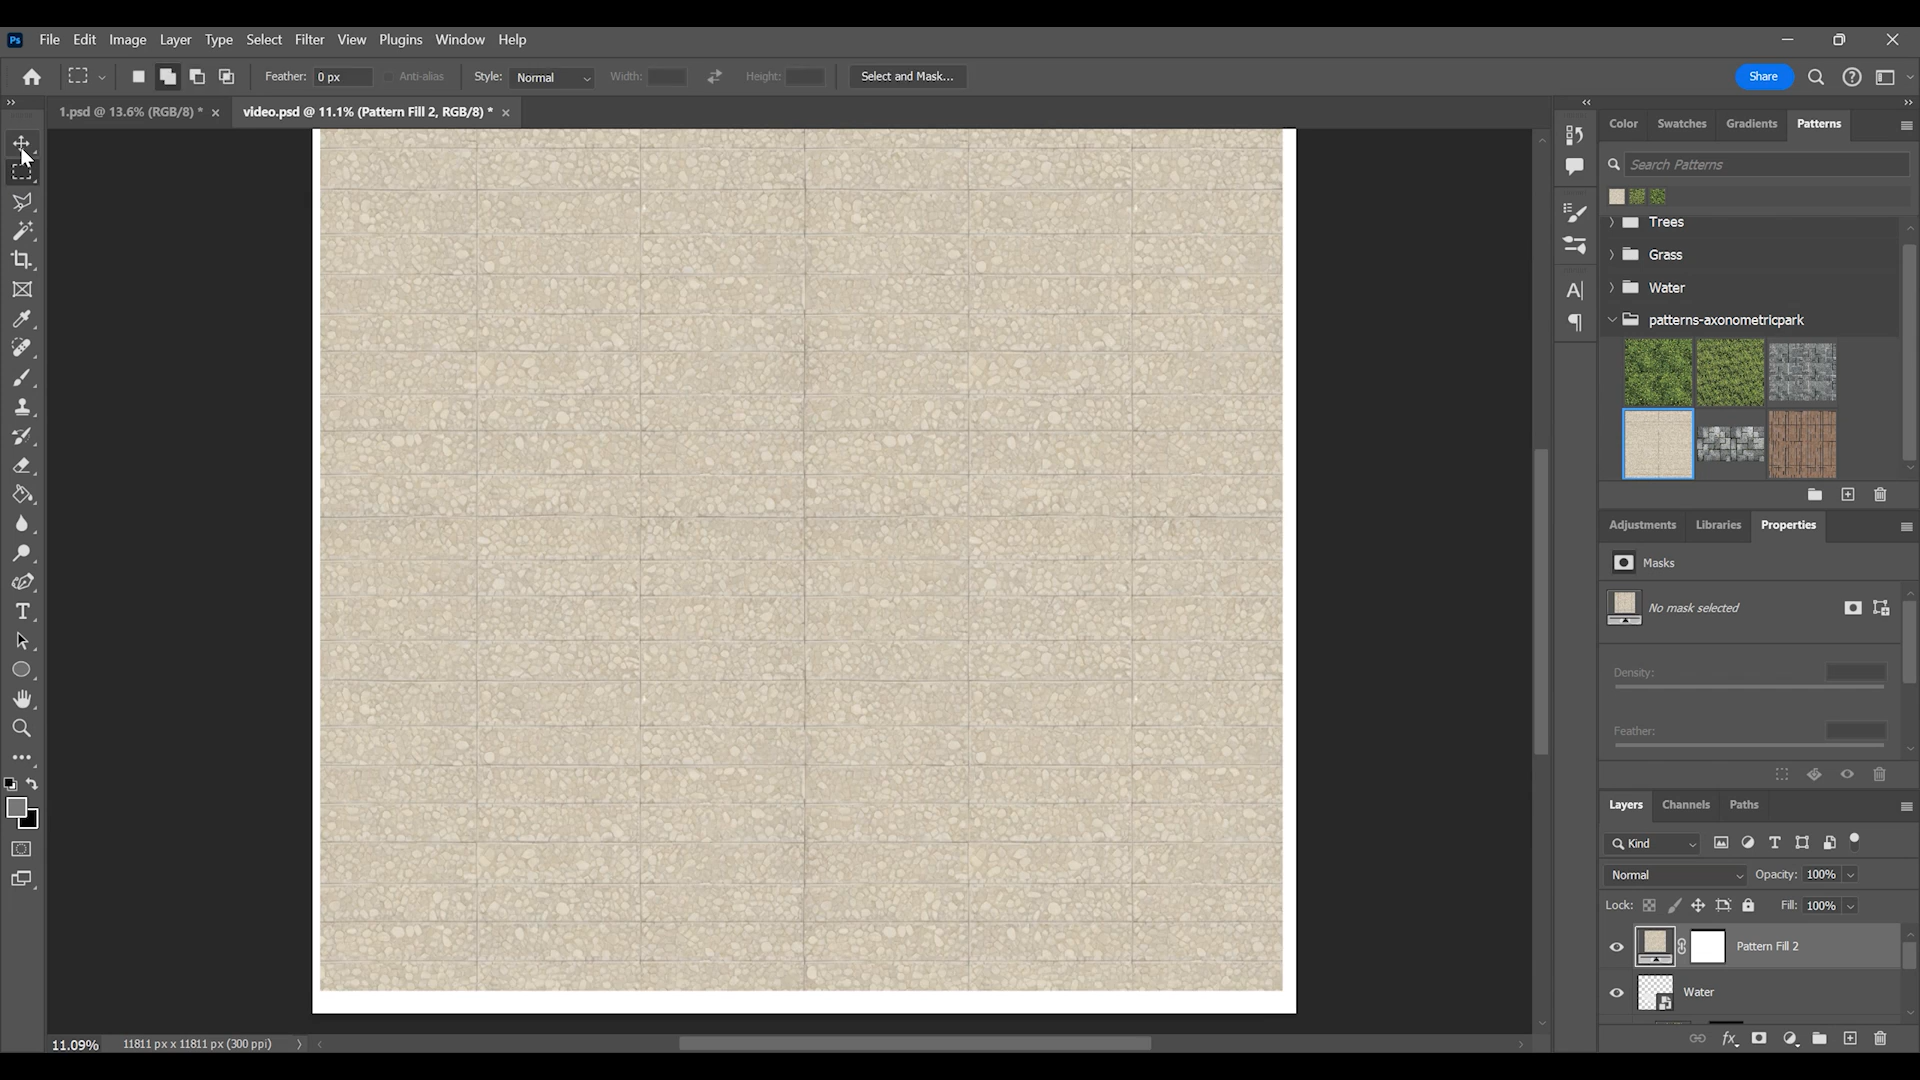 Ps File Edit Image Layer Type Select Filter View Plugins Window Help
Feather: 0 px Anti-alias Style: Normal Width: Height: Select and Mask... Share
1.psd @ 13.6% (RGB/8) * video.psd @ 11.1% (Pattern Fill 2, RGB/8) *
Color Swatches Gradients Patterns
Search Patterns
Trees
Grass
Water
patterns-axonometricpark
Adjustments Libraries Properties
Masks
No mask selected
Density:
Feather:
Layers Channels Paths
Kind
Normal Opacity: 100%
Lock: Fill: 100%
Pattern Fill 2
Water
fx
11.09% 11811 px x 11811 px (300 ppi)